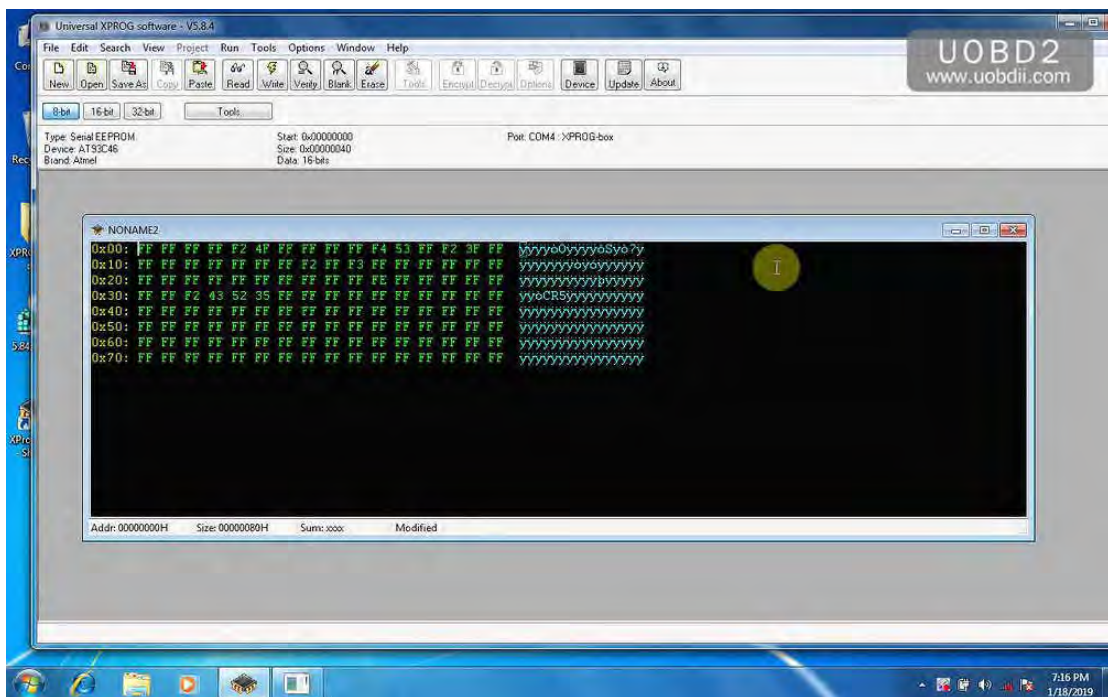 Universal XPROG software - V5.8.4
UOBD2
www.uobdii.com
File Edit Search View Project Run Tools Options Window Help
New Open Save As Copy Paste Read Write Verify Blank Erase Tools Encrypt Decrypt Options Device Update About
8-bit 16-bit 32-bit Tools
Type: Serial EEPROM Start: 0x00000000 Port: COM4 : XPROG-box
Device: AT93C46 Size: 0x00000040
Brand: Atmel Data: 16-bits
NONAME2
0x00: FF FF FF FF F2 4F FF FF FF FF F4 53 FF F2 3F FF ÿÿÿÿòOÿÿÿÿôSÿò?ÿ
0x10: FF FF FF FF FF FF FF F2 FF F3 FF FF FF FF FF FF ÿÿÿÿÿÿÿòÿóÿÿÿÿÿÿ
0x20: FF FF FF FF FF FF FF FF FF FF FE FF FF FF FF FF ÿÿÿÿÿÿÿÿÿÿþÿÿÿÿÿ
0x30: FF FF F2 43 52 35 FF FF FF FF FF FF FF FF FF FF ÿÿòCR5ÿÿÿÿÿÿÿÿÿÿ
0x40: FF FF FF FF FF FF FF FF FF FF FF FF FF FF FF FF ÿÿÿÿÿÿÿÿÿÿÿÿÿÿÿÿ
0x50: FF FF FF FF FF FF FF FF FF FF FF FF FF FF FF FF ÿÿÿÿÿÿÿÿÿÿÿÿÿÿÿÿ
0x60: FF FF FF FF FF FF FF FF FF FF FF FF FF FF FF FF ÿÿÿÿÿÿÿÿÿÿÿÿÿÿÿÿ
0x70: FF FF FF FF FF FF FF FF FF FF FF FF FF FF FF FF ÿÿÿÿÿÿÿÿÿÿÿÿÿÿÿÿ
Addr: 00000000H Size: 00000080H Sum: xxxx Modified
7:16 PM
1/18/2019